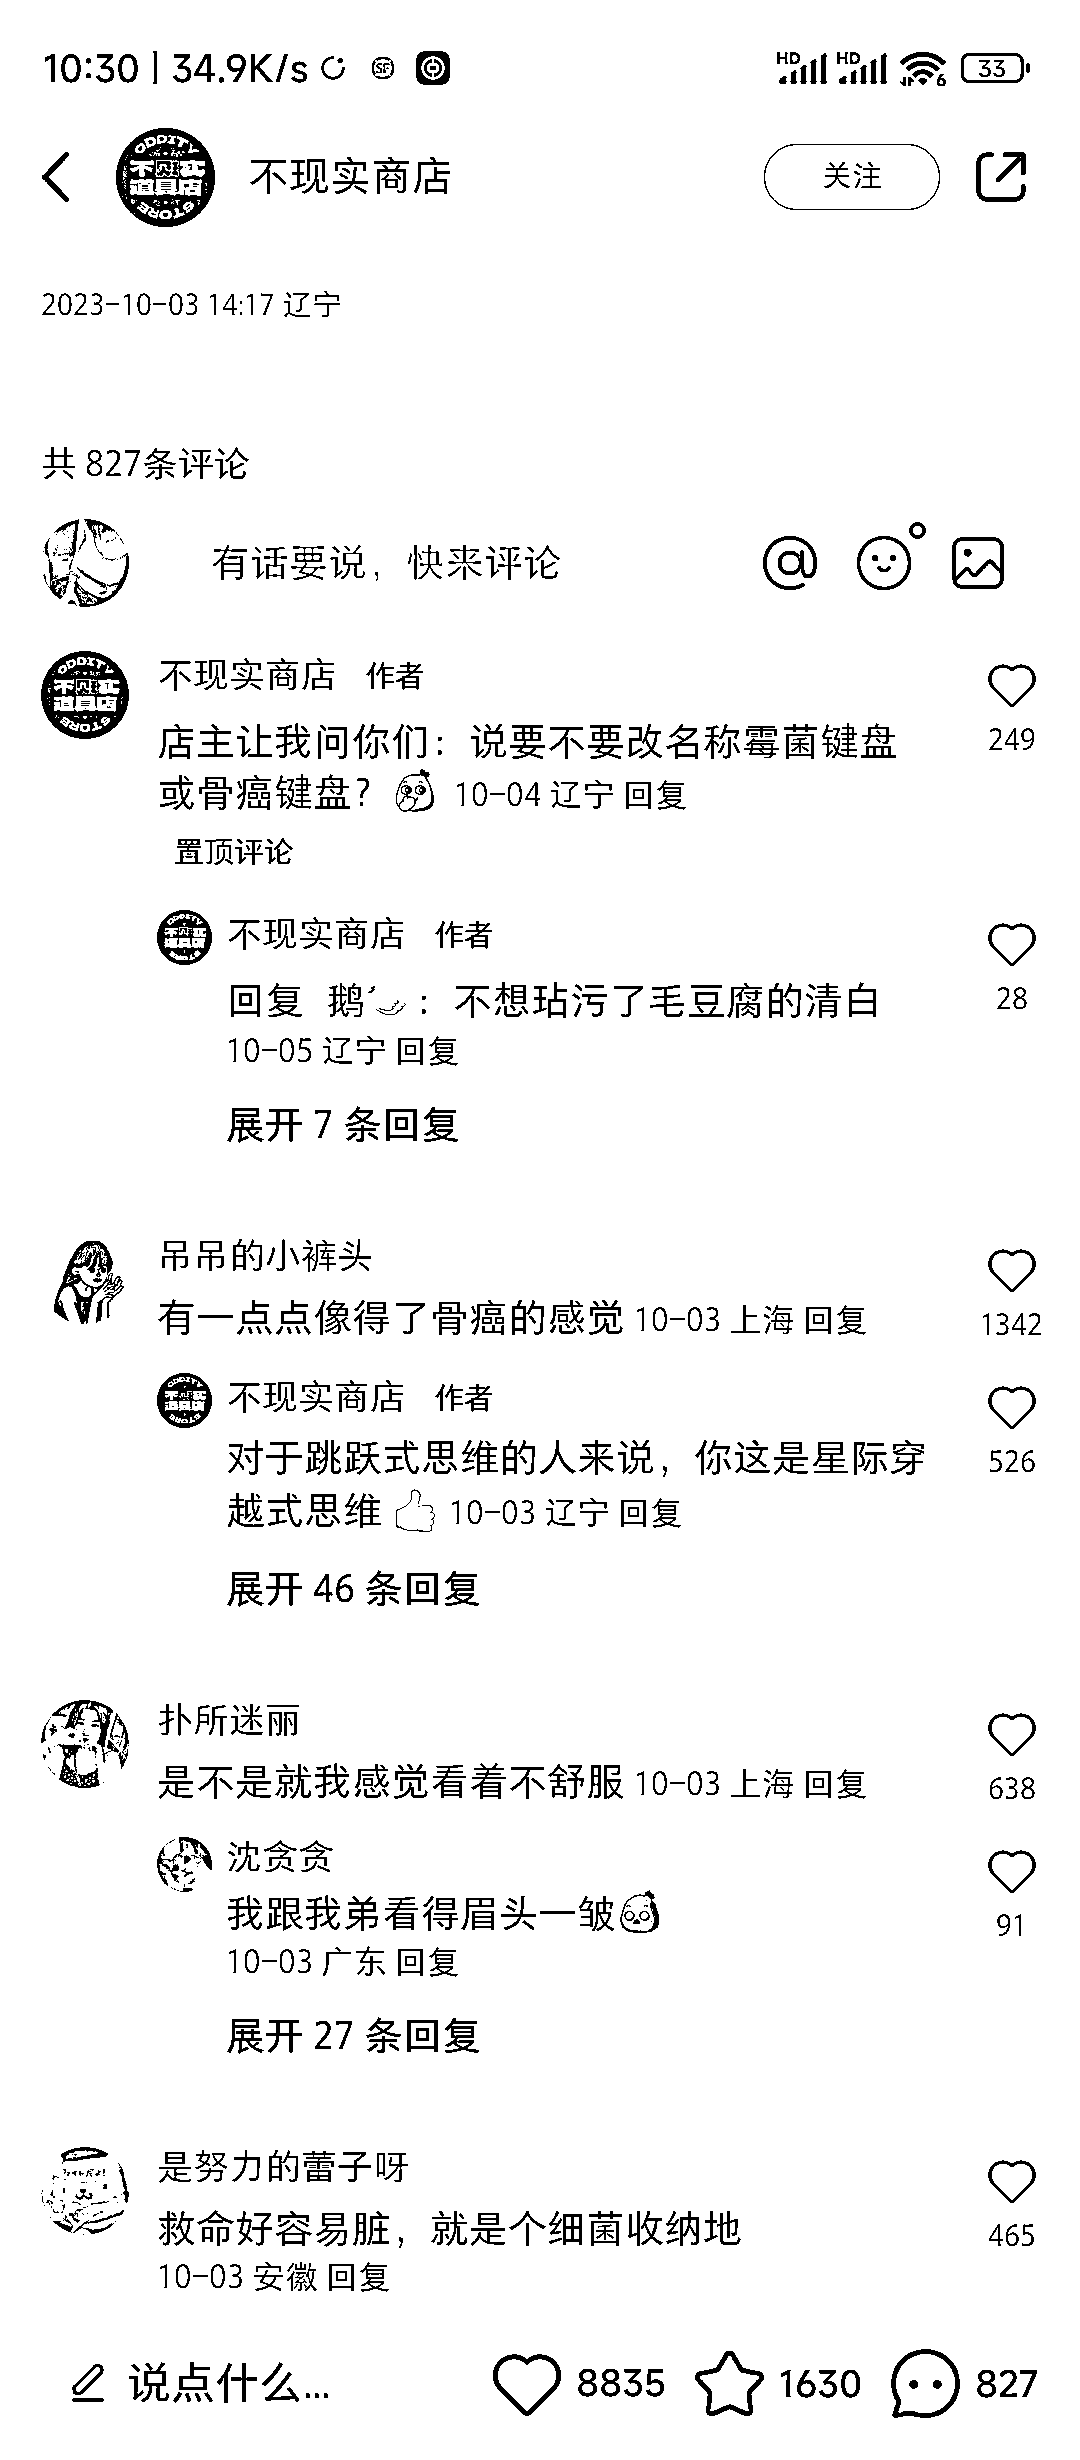 10:30 | 34.9K/s
HD HD 6 33
不现实商店 关注
2023-10-03 14:17 辽宁
共 827条评论
有话要说，快来评论
不现实商店 作者
店主让我问你们：说要不要改名称霉菌键盘
或骨癌键盘？ 10-04 辽宁 回复
249
置顶评论
不现实商店 作者
回复 鹅 ：不想玷污了毛豆腐的清白
28
10-05 辽宁 回复
展开 7 条回复
吊吊的小裤头
有一点点像得了骨癌的感觉 10-03 上海 回复
1342
不现实商店 作者
对于跳跃式思维的人来说，你这是星际穿
越式思维 10-03 辽宁 回复
526
展开 46 条回复
扑所迷丽
是不是就我感觉看着不舒服 10-03 上海 回复
638
沈贪贪
我跟我弟看得眉头一皱
91
10-03 广东 回复
展开 27 条回复
是努力的蕾子呀
救命好容易脏，就是个细菌收纳地
465
10-03 安徽 回复
说点什么... 8835 1630 827